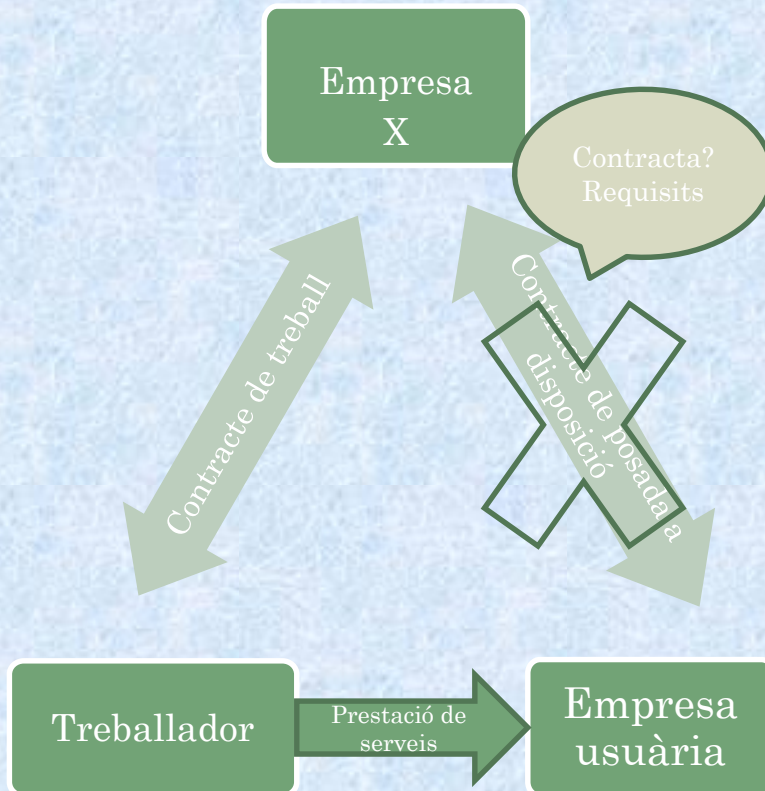 Empresa
X
Contracta?
Requisits
Contracte de treball
Contracte de posada a
disposició
Treballador
Prestació de
serveis
Empresa
usuària